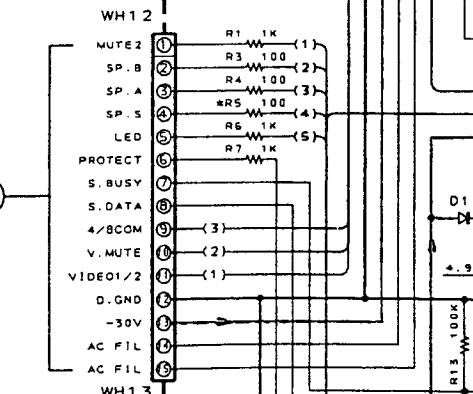 WH12
MUTE2 1 R1 1K (1)
SP.B 2 R3 100 (2)
SP.A 3 R4 100 (3)
SP.S 4 *R5 100 (4)
LED 5 R6 1K (5)
PROTECT 6 R7 1K
S.BUSY 7
S.DATA 8
4/8COM 9 (3)
V.MUTE 10 (2)
VIDEO1/2 11 (1)
D.GND 12
-30V 13
AC FIL 14
AC FIL 15
WH13
D1
4.9
R13 100K